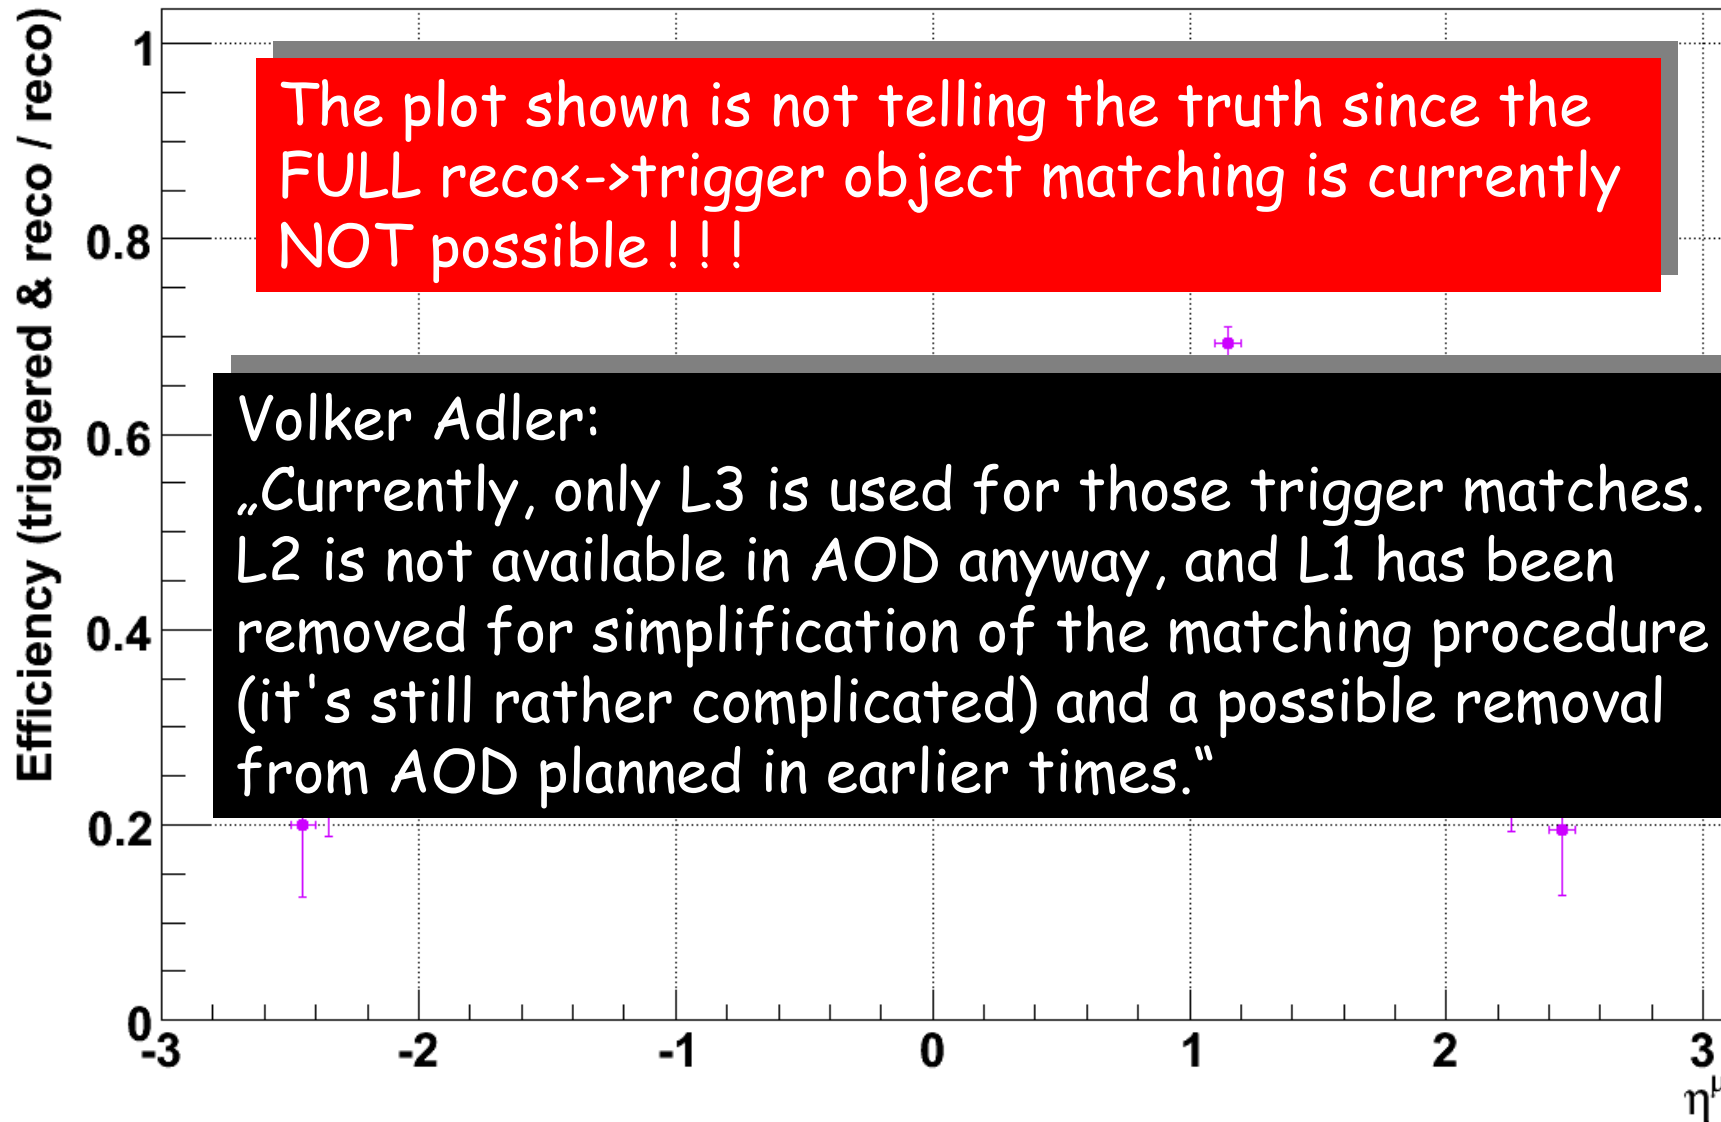 Efficiency (triggered & reco / reco)
1
0.8
0.6
0.4
0.2
0
The plot shown is not telling the truth since the
FULL reco<->trigger object matching is currently
NOT possible ! ! !
Volker Adler:
„Currently, only L3 is used for those trigger matches.
L2 is not available in AOD anyway, and L1 has been
removed for simplification of the matching procedure
(it's still rather complicated) and a possible removal
from AOD planned in earlier times.“
-3 -2 -1 0 1 2 3
η^μ